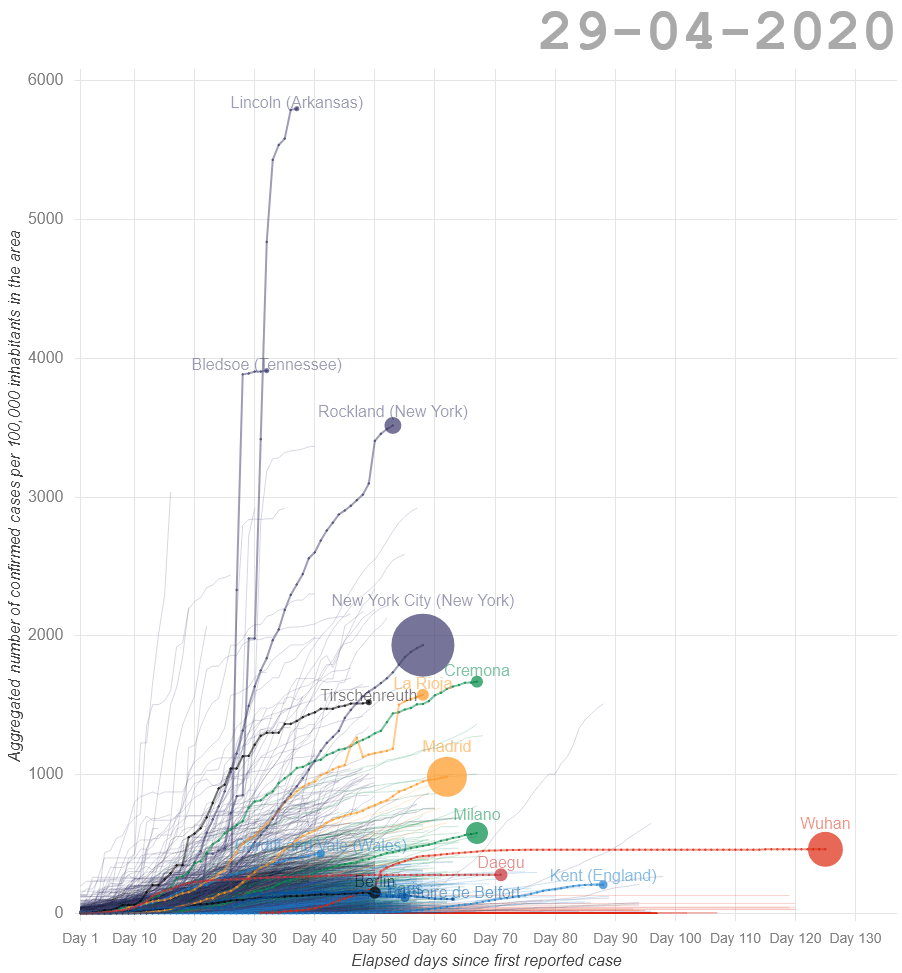 29-04-2020
6000
Lincoln (Arkansas)
5000
4000
Bledsoe (Tennessee)
Rockland (New York)
3000
New York City (New York)
2000
Cremona
La Rioja
Tirschenreuth
Madrid
1000
Milano
Wuhan
Vale (Wales)
Daegu
Kent (England)
Berlin
de Belfort
0
Day 1 Day 10 Day 20 Day 30 Day 40 Day 50 Day 60 Day 70 Day 80 Day 90 Day 100 Day 110 Day 120 Day 130
Elapsed days since first reported case
Aggregated number of confirmed cases per 100,000 inhabitants in the area